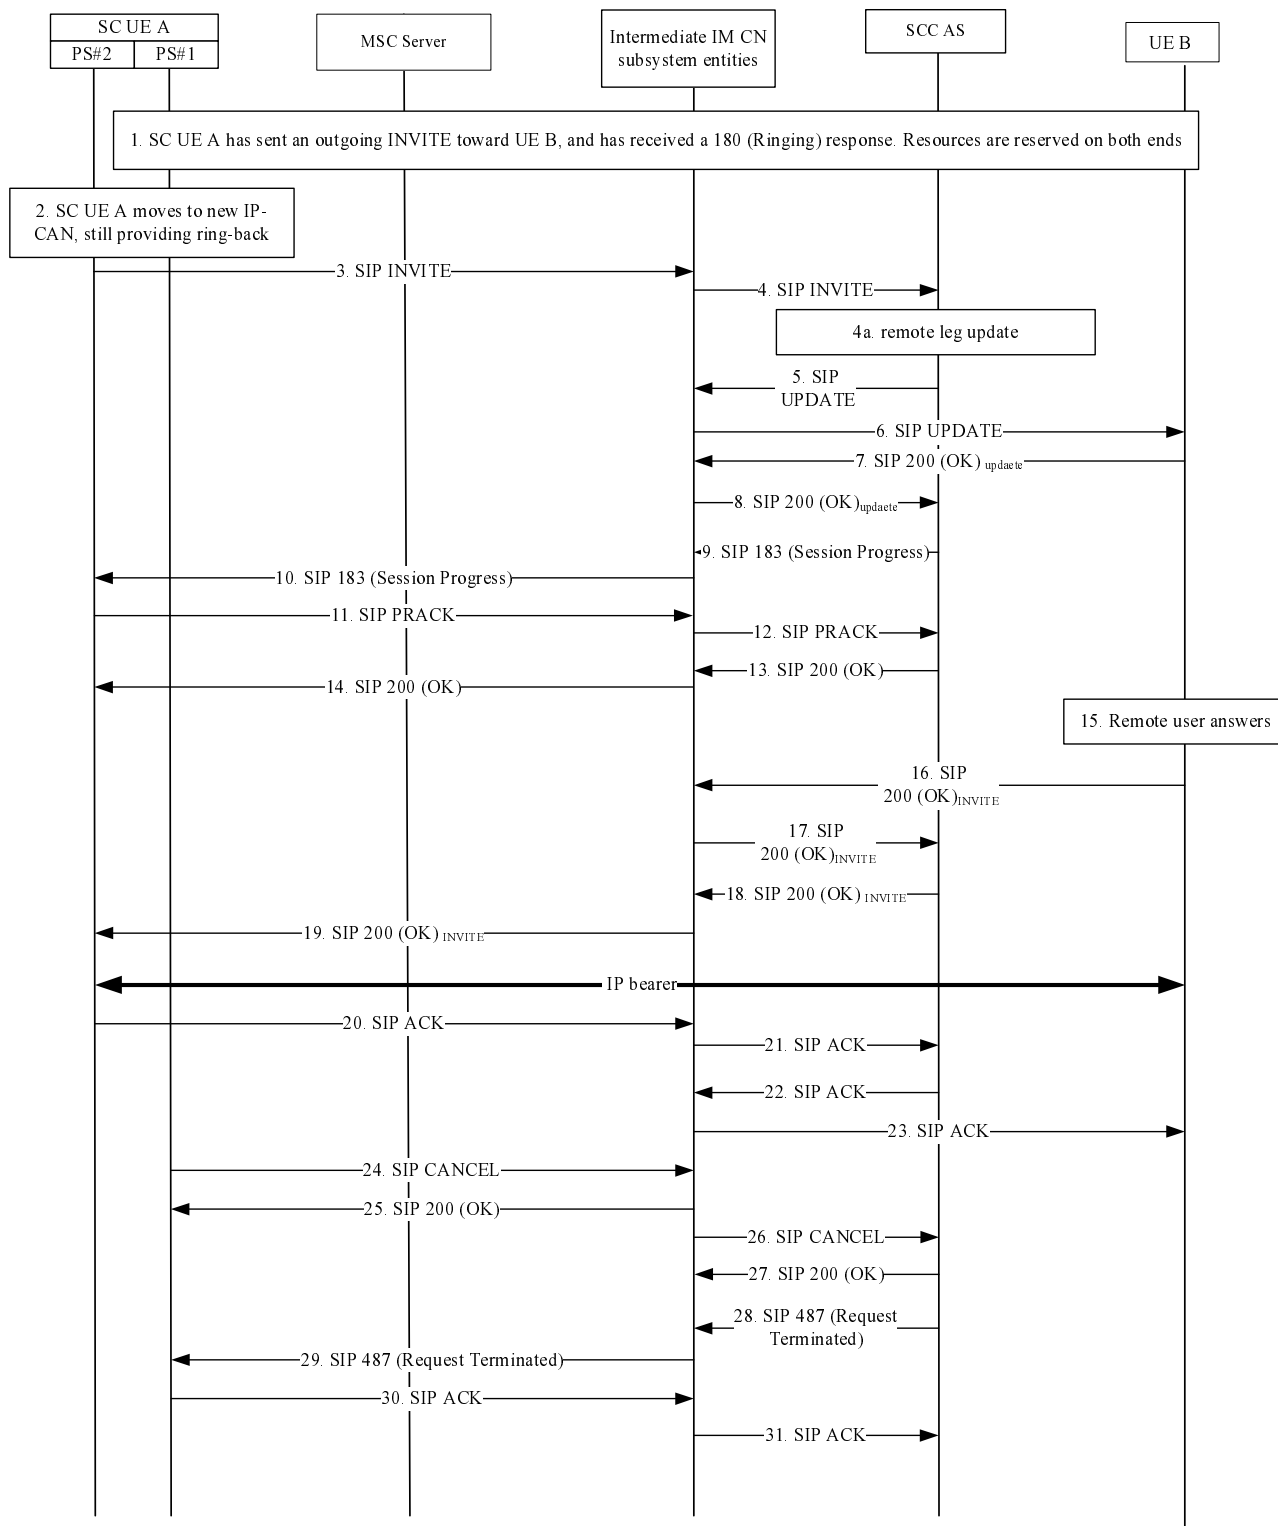 SC UE A
PS#2
PS#1
MSC Server
Intermediate IM CN
subsystem entities
SCC AS
UE B
1. SC UE A has sent an outgoing INVITE toward UE B, and has received a 180 (Ringing) response. Resources are reserved on both ends
2. SC UE A moves to new IP-
CAN, still providing ring-back
3. SIP INVITE
4. SIP INVITE
4a. remote leg update
5. SIP
UPDATE
6. SIP UPDATE
7. SIP 200 (OK) updaete
8. SIP 200 (OK)updaete
9. SIP 183 (Session Progress)
10. SIP 183 (Session Progress)
11. SIP PRACK
12. SIP PRACK
13. SIP 200 (OK)
14. SIP 200 (OK)
15. Remote user answers
16. SIP
200 (OK)INVITE
17. SIP
200 (OK)INVITE
18. SIP 200 (OK) INVITE
19. SIP 200 (OK) INVITE
IP bearer
20. SIP ACK
21. SIP ACK
22. SIP ACK
23. SIP ACK
24. SIP CANCEL
25. SIP 200 (OK)
26. SIP CANCEL
27. SIP 200 (OK)
28. SIP 487 (Request
Terminated)
29. SIP 487 (Request Terminated)
30. SIP ACK
31. SIP ACK